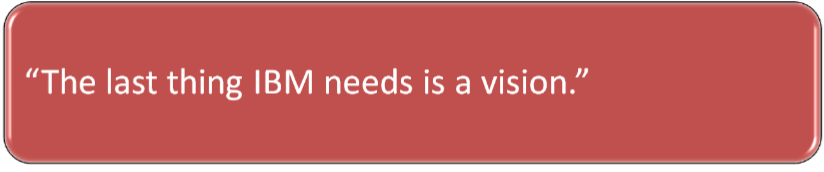 “The last thing IBM needs is a vision.”